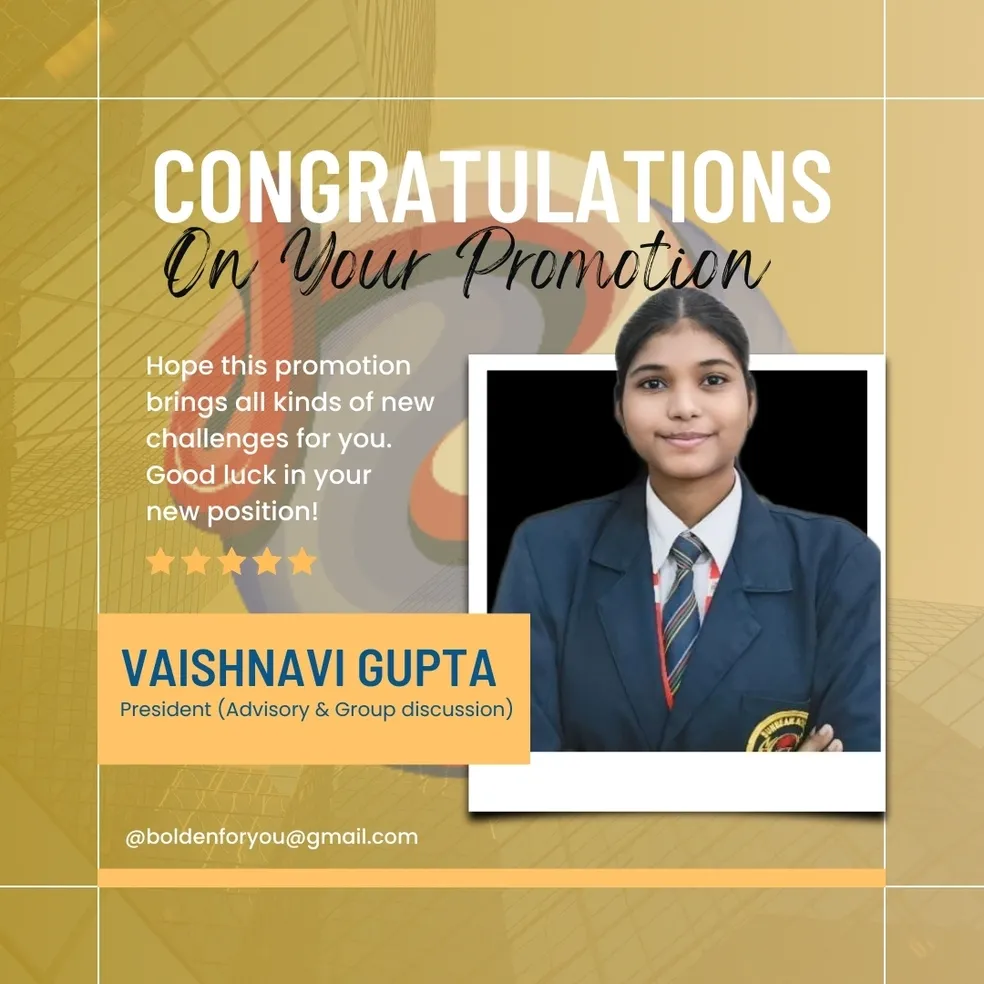 CONGRATULATIONS
On Your Promotion
Hope this promotion
brings all kinds of new
challenges for you.
Good luck in your
new position!
VAISHNAVI GUPTA
President (Advisory & Group discussion)
@boldenforyou@gmail.com